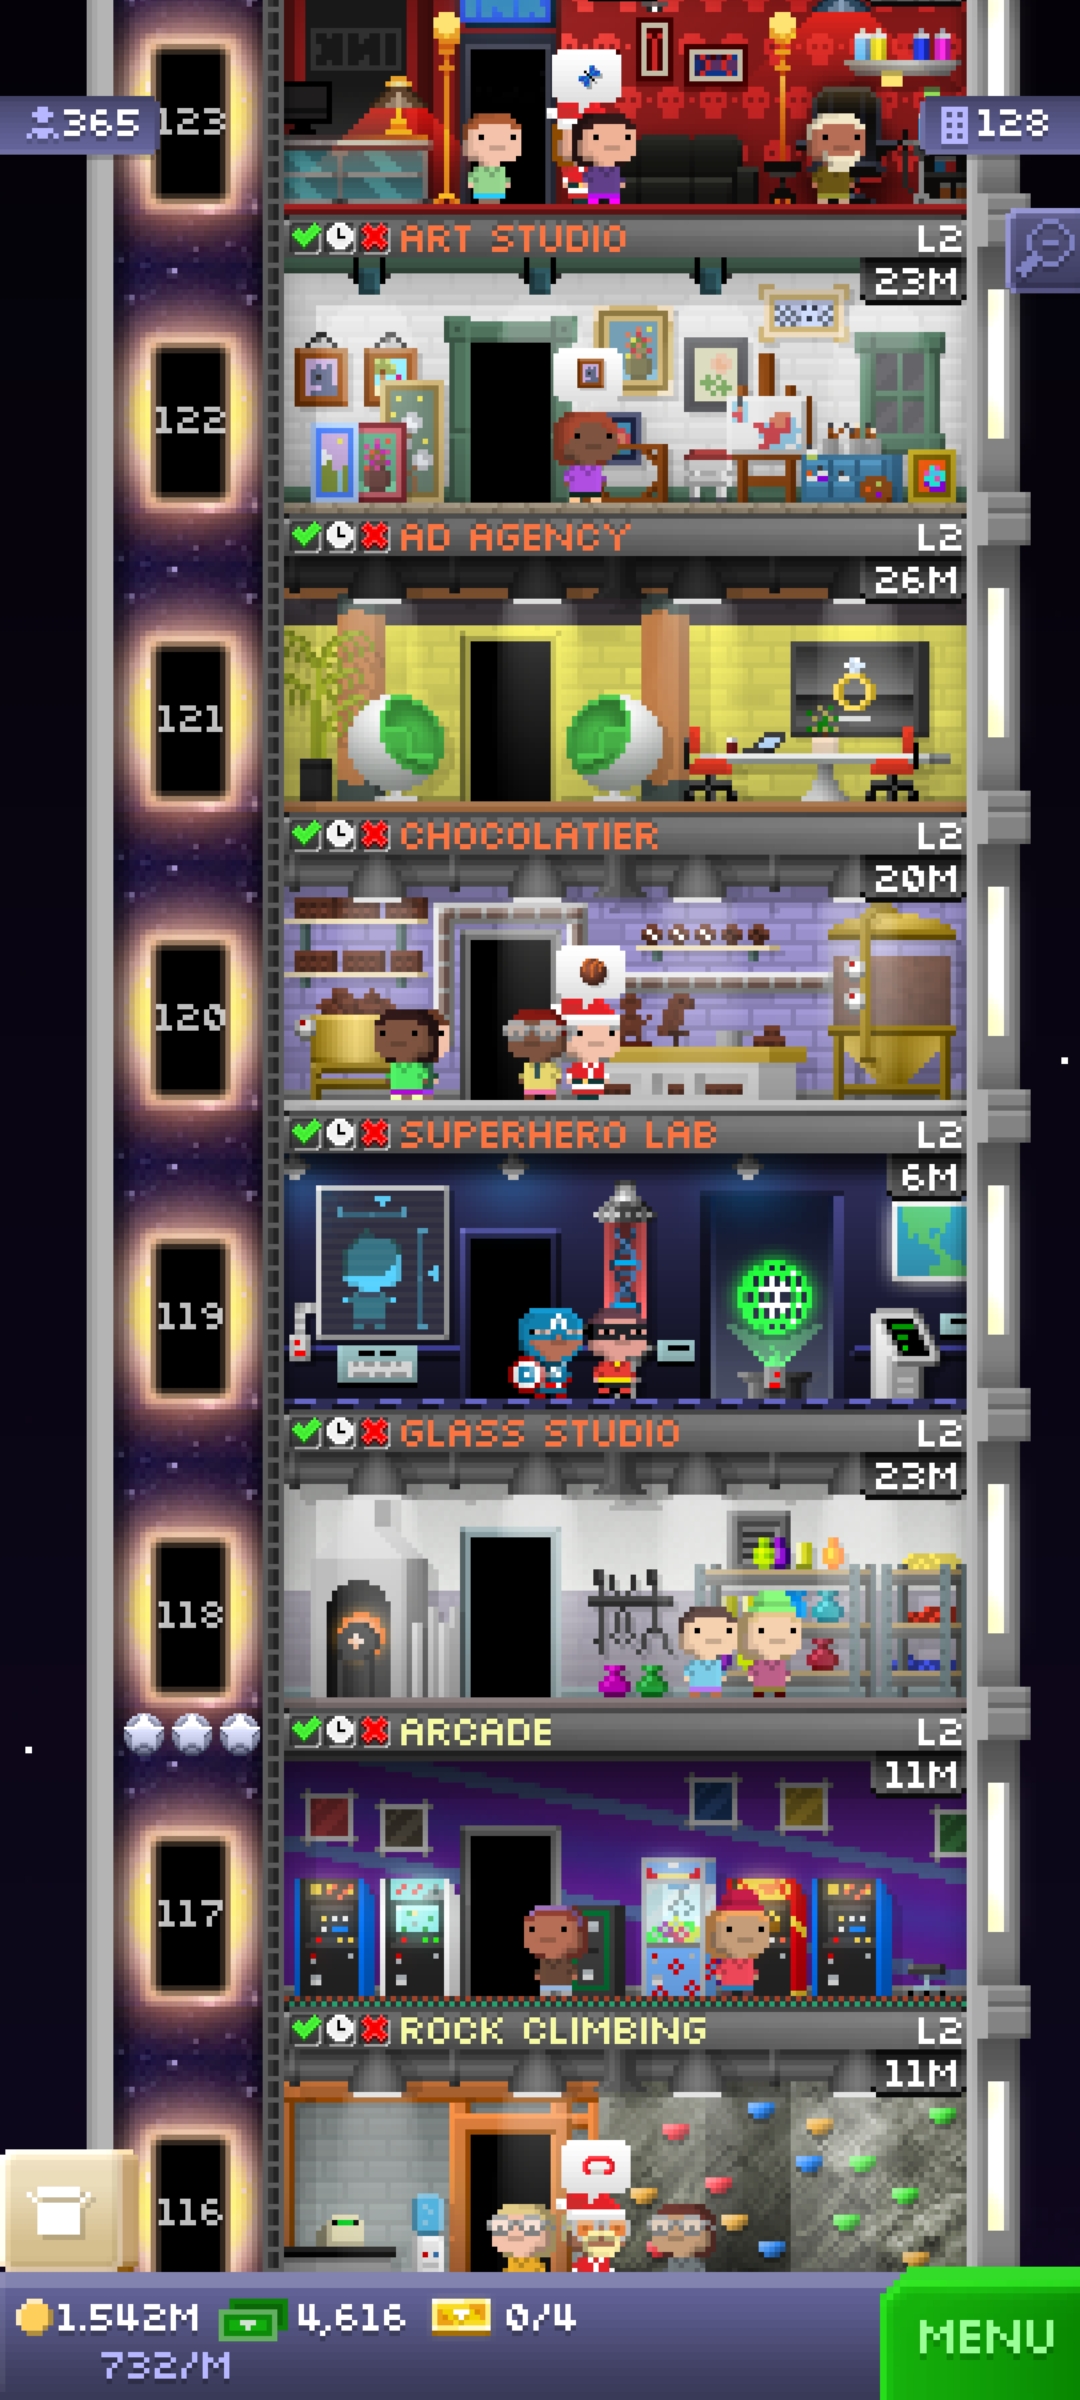 INK
123
365
128
ART STUDIO L2
23M
122
AD AGENCY L2
26M
121
CHOCOLATIER L2
20M
120
SUPERHERO LAB L2
6M
A
119
GLASS STUDIO L2
23M
118
ARCADE L2
11M
117
ROCK CLIMBING L2
11M
116
1.542M 4,616 0/4
732/M
MENU